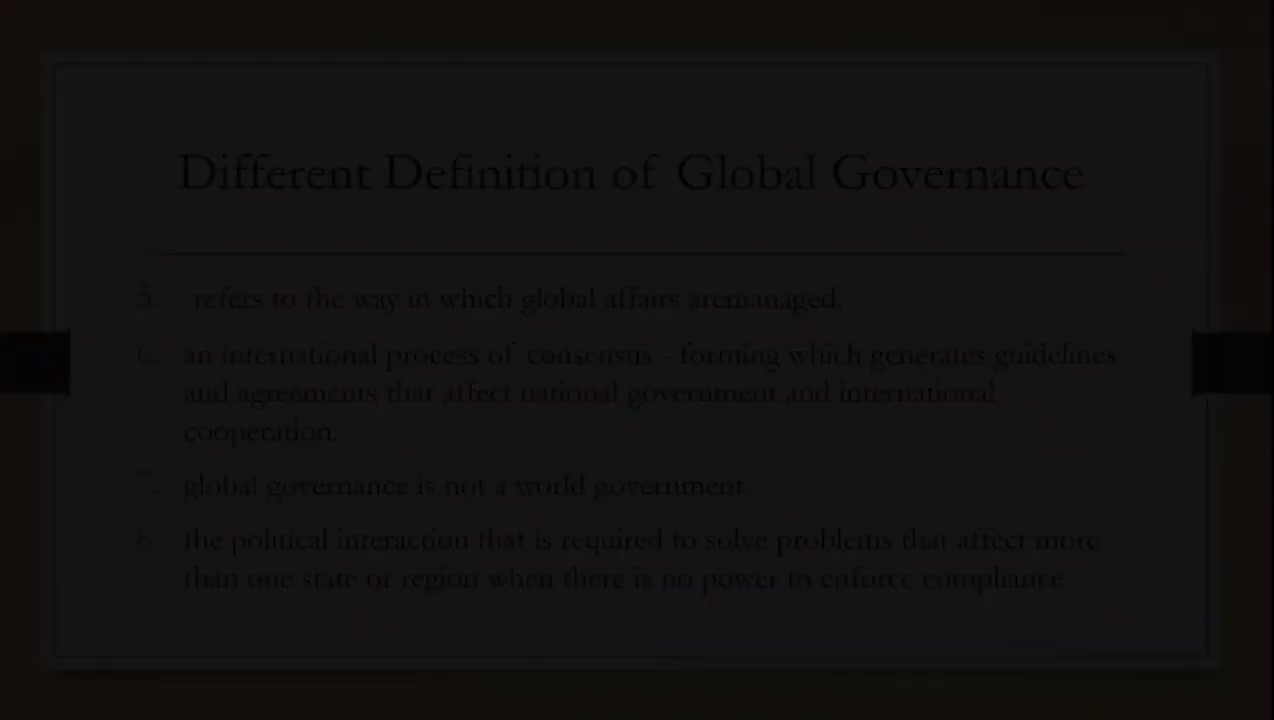 Different Definition of Global Governance
5. refers to the way in which global affairs aremanaged.
6. an international process of consensus - forming which generates guidelines
and agreements that affect national government and international
cooperation.
7. global governance is not a world government.
8. the political interaction that is required to solve problems that affect more
than one state or region when there is no power to enforce compliance